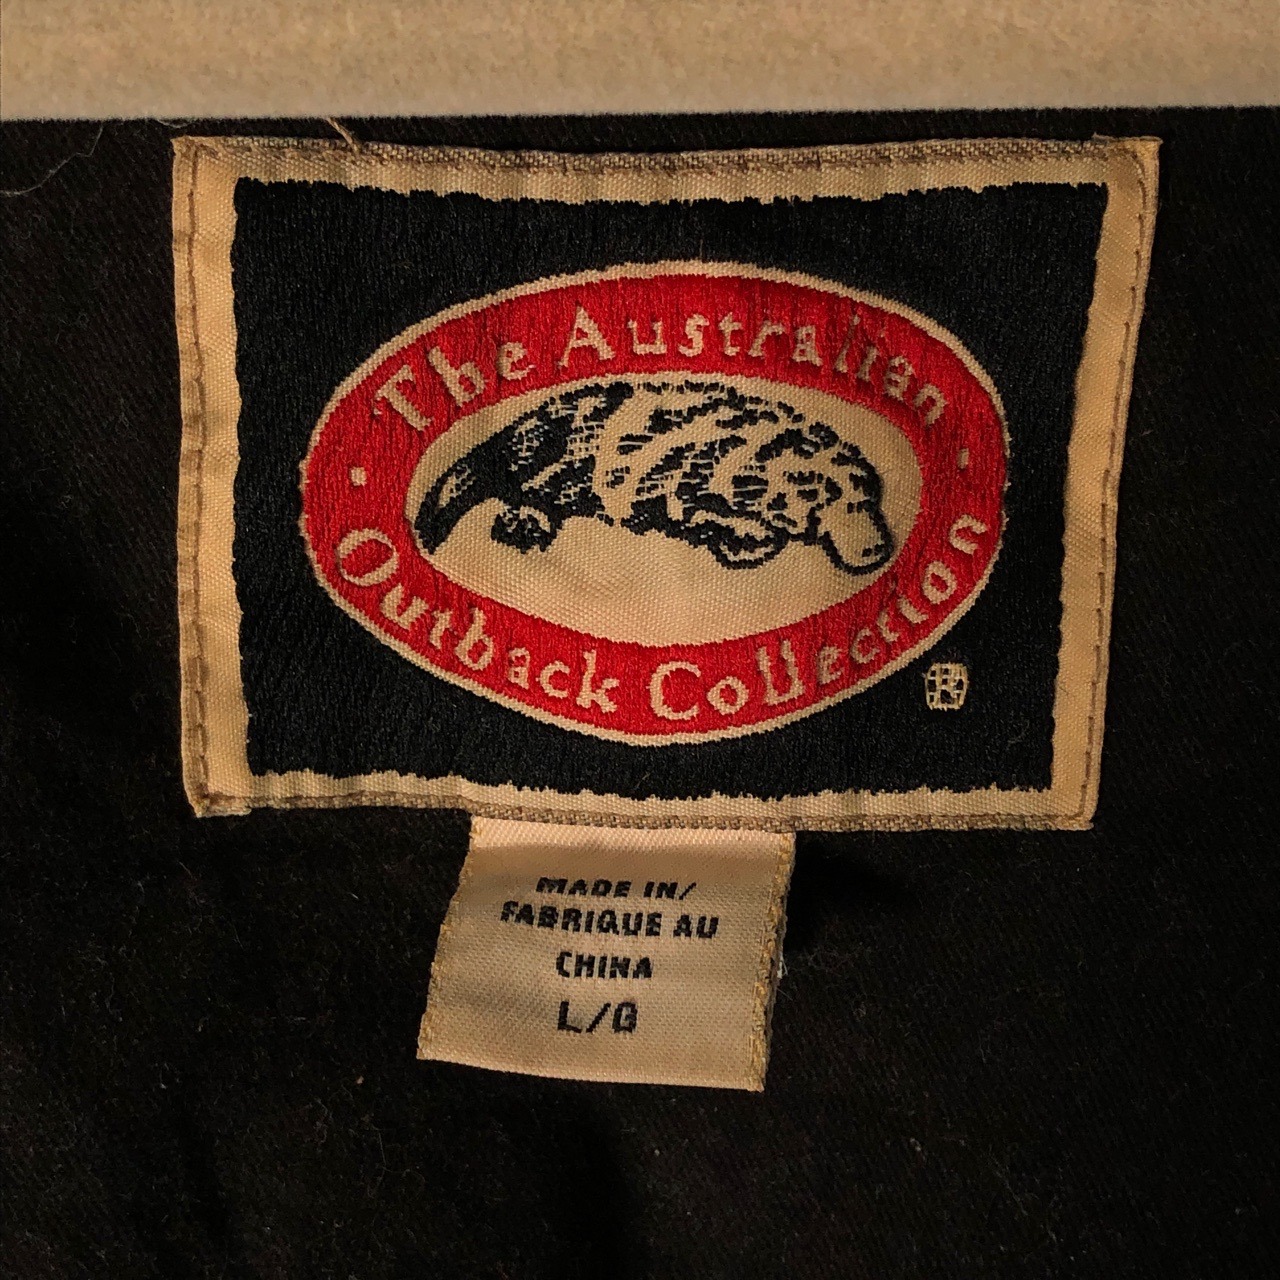 The Australian
Outback Collection
®
MADE IN/
FABRIQUE AU
CHINA
L/G